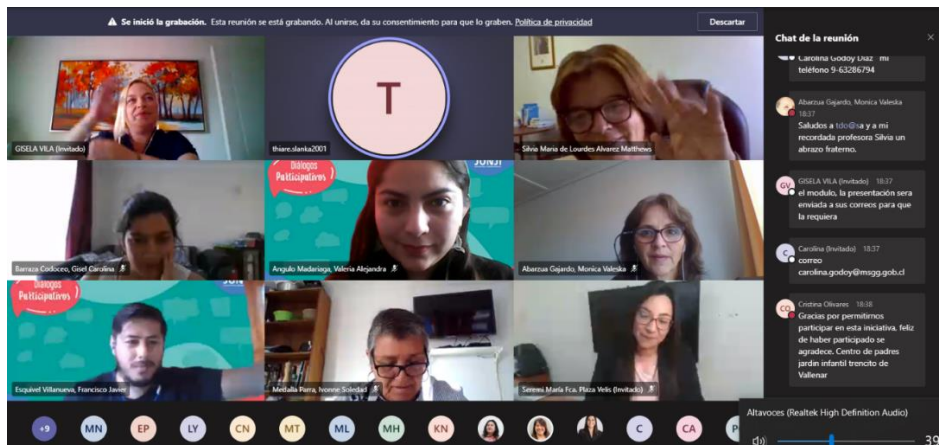 Se inició la grabación. Esta reunión se está grabando. Al unirse, da su consentimiento para que lo graben. Política de privacidad
Descartar
GISELA VILA (Invitado)
T
thiare.slanka2001
Silvia Maria de Lourdes Alvarez Matthews
Barraza Codoceo, Gisel Carolina
Diálogos
Participativos
JUNJI
Angulo Madariaga, Valeria Alejandra
Abarzua Gajardo, Monica Valeska
Diálogos
Participativos
Esquivel Villanueva, Francisco Javier
Medalla Parra, Ivonne Soledad
Seremi María Fca. Plaza Velis (Invitado)
+9
MN
EP
LY
CN
MT
ML
MH
KN
C
CA
Chat de la reunión
Carolina Godoy Díaz mi
teléfono 9-63286794
Abarzua Gajardo, Monica Valeska
18:37
Saludos a tdo@sa y a mi
recordada profesora Silvia un
abrazo fraterno.
GV
GISELA VILA (Invitado) 18:37
el modulo, la presentación sera
enviada a sus correos para que
la requiera
C
Carolina (Invitado) 18:37
correo
carolina.godoy@msgg.gob.cl
CO
Cristina Olivares 18:38
Gracias por permitirnos
participar en esta iniciativa, feliz
de haber participado se
agradece. Centro de padres
jardin infantil trencito de
Vallenar
Altavoces (Realtek High Definition Audio)